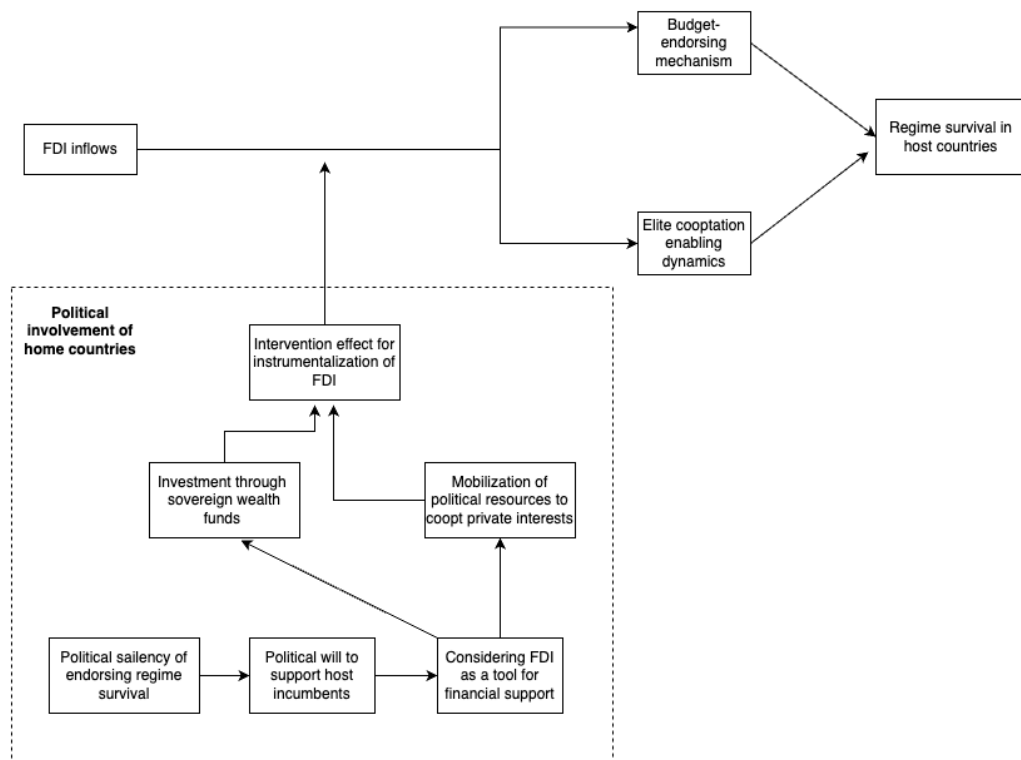 Budget-
endorsing
mechanism
FDI inflows
Regime survival in
host countries
Elite cooptation
enabling
dynamics
Political
involvement of
home countries
Intervention effect for
instrumentalization of
FDI
Investment through
sovereign wealth
funds
Mobilization of
political resources to
coopt private interests
Political sailency of
endorsing regime
survival
Political will to
support host
incumbents
Considering FDI
as a tool for
financial support